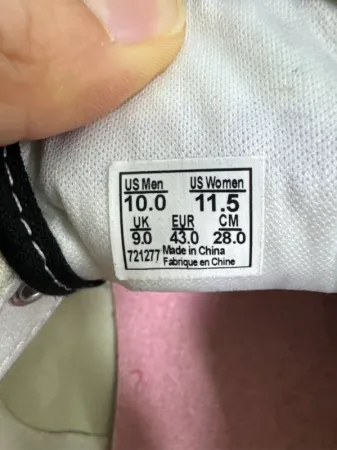 US Men US Women
10.0 11.5
UK EUR CM
9.0 43.0 28.0
721277 Made in China
Fabrique en Chine